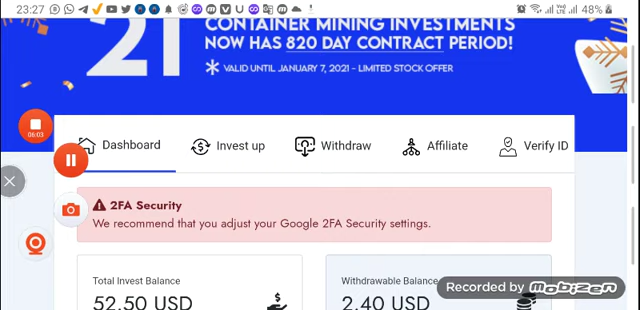 23:27
48%
CONTAINER MINING INVESTMENTS
21
NOW HAS 820 DAY CONTRACT PERIOD!
VALID UNTIL JANUARY 7, 2021 - LIMITED STOCK OFFER
06:03
Dashboard
Invest up
Withdraw
Affiliate
Verify ID
2FA Security
We recommend that you adjust your Google 2FA Security settings.
Total Invest Balance
52.50 USD
Withdrawable Balance
2.40 USD
Recorded by MOBIZEN